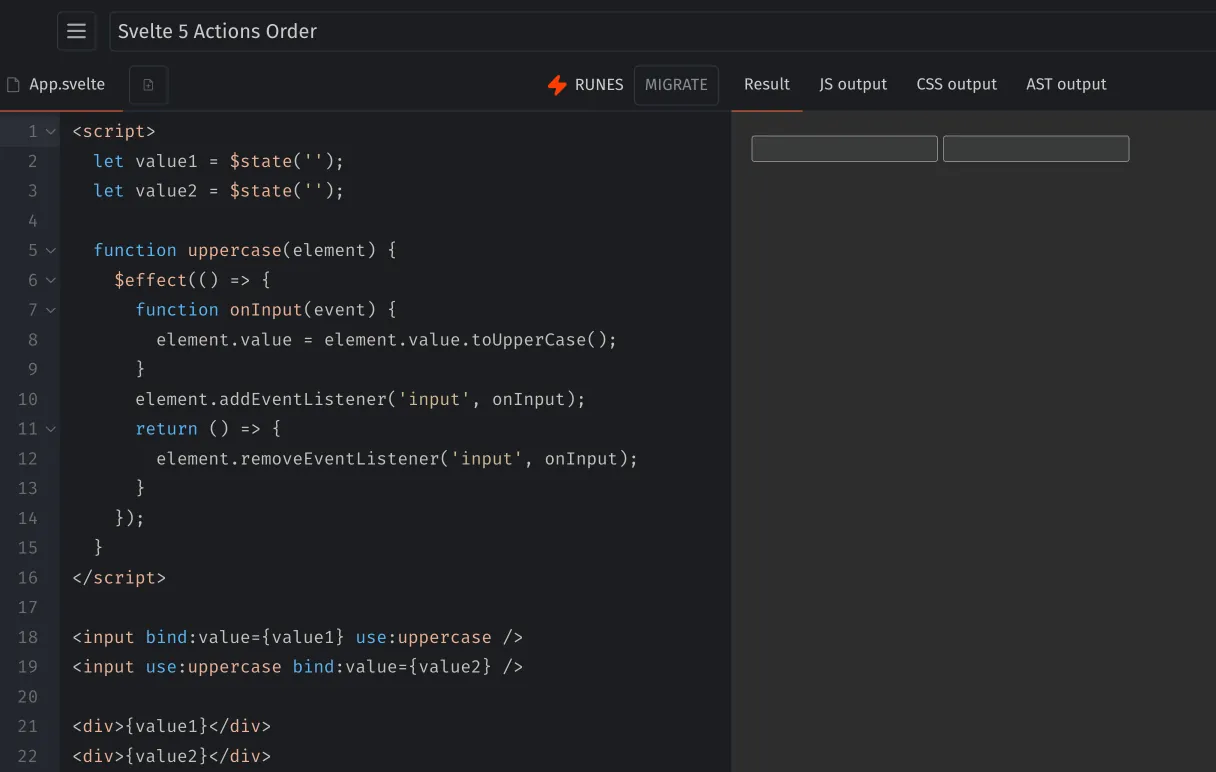 Svelte 5 Actions Order
App.svelte RUNES MIGRATE Result JS output CSS output AST output
1 <script>
2   let value1 = $state('');
3   let value2 = $state('');
4
5   function uppercase(element) {
6     $effect(() => {
7       function onInput(event) {
8         element.value = element.value.toUpperCase();
9       }
10       element.addEventListener('input', onInput);
11       return () => {
12         element.removeEventListener('input', onInput);
13       }
14     });
15   }
16 </script>
17
18 <input bind:value={value1} use:uppercase />
19 <input use:uppercase bind:value={value2} />
20
21 <div>{value1}</div>
22 <div>{value2}</div>